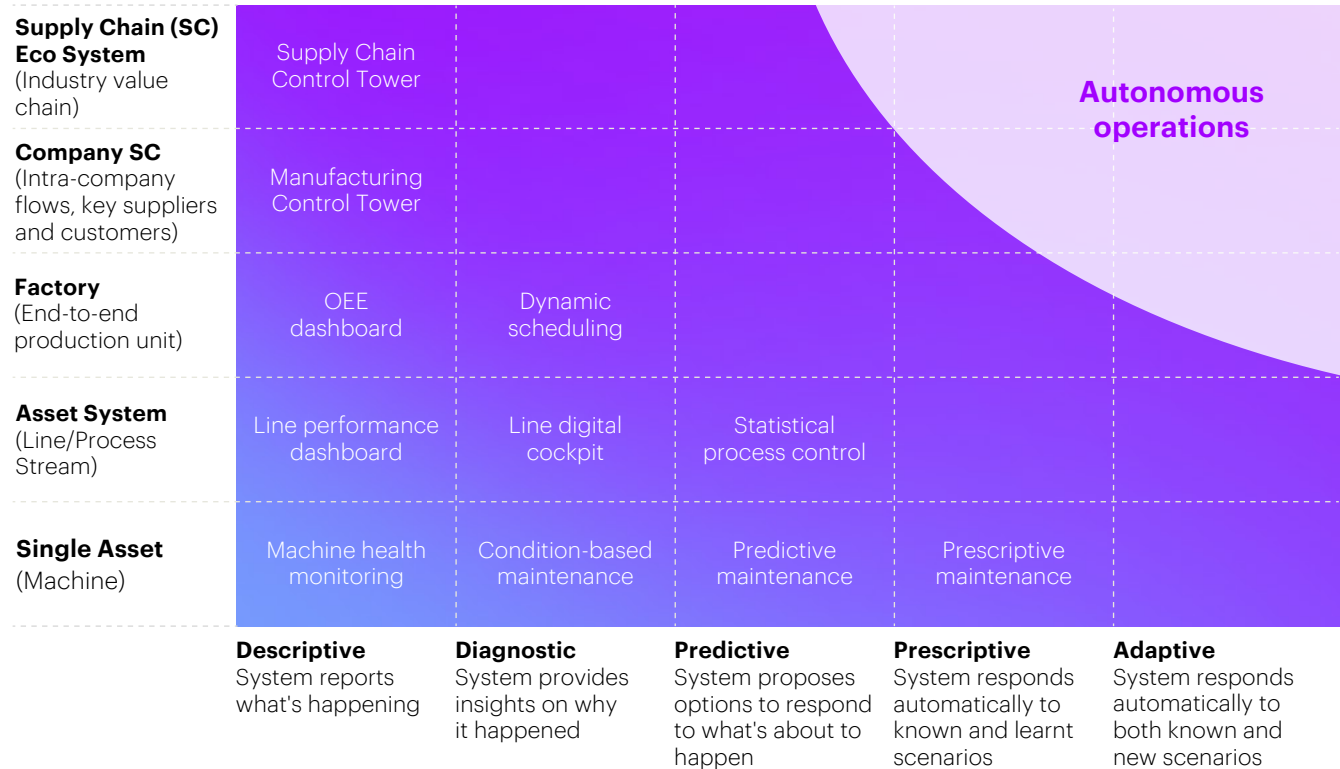 Supply Chain (SC)
Eco System
(Industry value
chain)
Supply Chain
Control Tower
Autonomous
operations
Company SC
(Intra-company
flows, key suppliers
and customers)
Manufacturing
Control Tower
Factory
(End-to-end
production unit)
OEE
dashboard
Dynamic
scheduling
Asset System
(Line/Process
Stream)
Line performance
dashboard
Line digital
cockpit
Statistical
process control
Single Asset
(Machine)
Machine health
monitoring
Condition-based
maintenance
Predictive
maintenance
Prescriptive
maintenance
Descriptive
System reports
what's happening
Diagnostic
System provides
insights on why
it happened
Predictive
System proposes
options to respond
to what's about to
happen
Prescriptive
System responds
automatically to
known and learnt
scenarios
Adaptive
System responds
automatically to
both known and
new scenarios